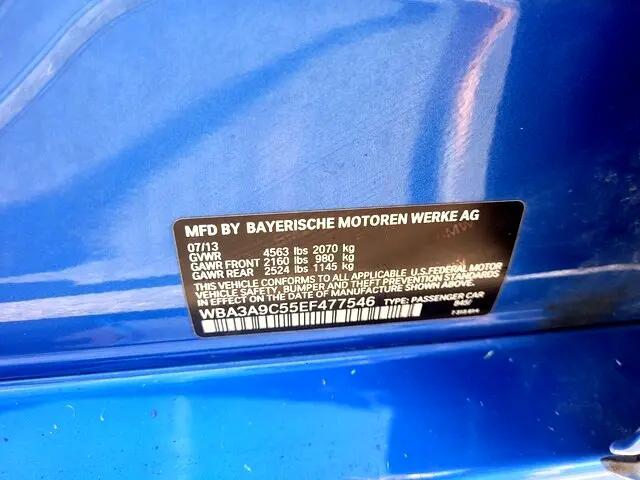 MFD BY BAYERISCHE MOTOREN WERKE AG
07/13
GVWR 4563 lbs 2070 kg
GAWR FRONT 2160 lbs 980 kg
GAWR REAR 2524 lbs 1145 kg
THIS VEHICLE CONFORMS TO ALL APPLICABLE U.S.FEDERAL MOTOR
VEHICLE SAFETY, BUMPER AND THEFT PREVENTION STANDARDS IN
EFFECT ON THE DATE OF MANUFACTURE SHOWN ABOVE.
WBA3A9C55EF477546 TYPE: PASSENGER CAR
B45/